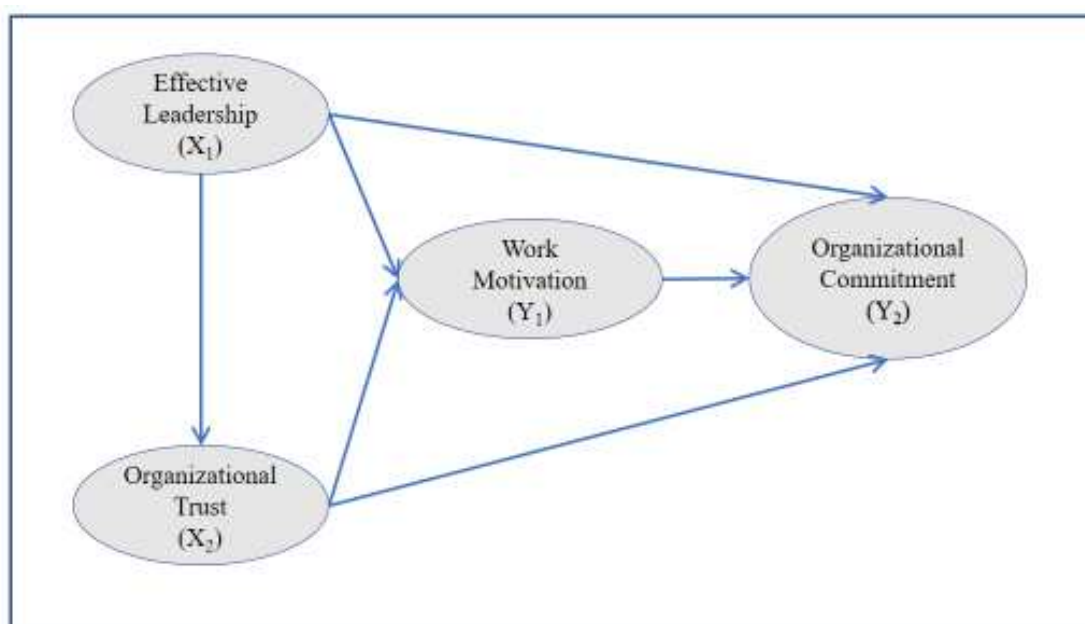 Effective
Leadership
(X₁)
Work
Motivation
(Y₁)
Organizational
Commitment
(Y₂)
Organizational
Trust
(X₂)